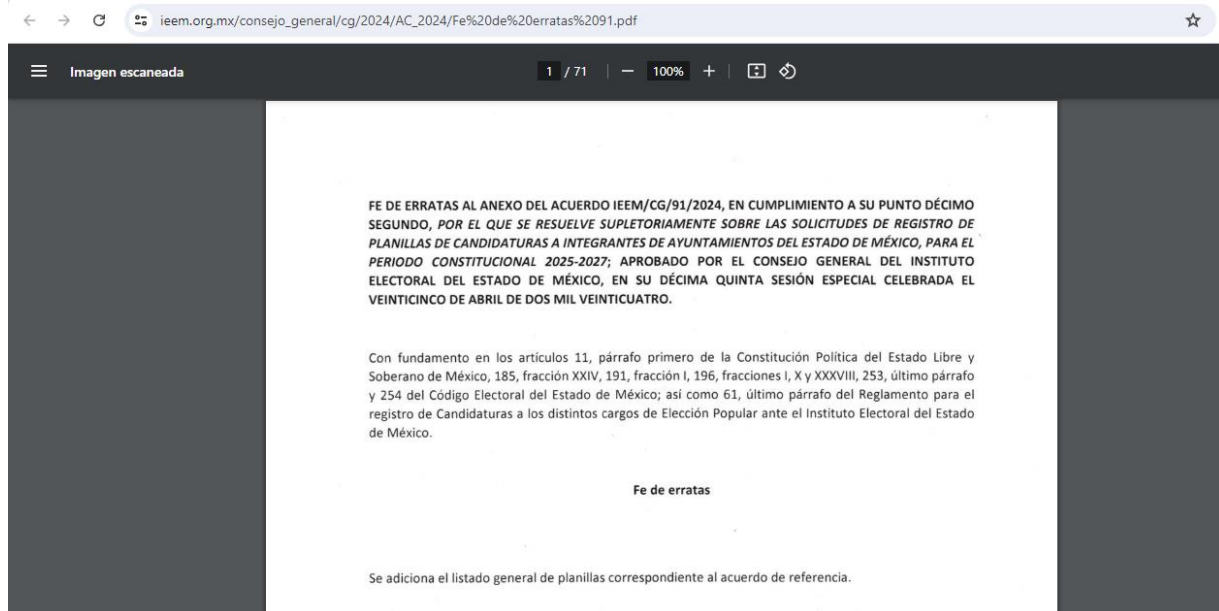 ieem.org.mx/consejo_general/cg/2024/AC_2024/Fe%20de%20erratas%2091.pdf
Imagen escaneada
1 / 71 | − 100% + |
FE DE ERRATAS AL ANEXO DEL ACUERDO IEEM/CG/91/2024, EN CUMPLIMIENTO A SU PUNTO DÉCIMO
SEGUNDO, POR EL QUE SE RESUELVE SUPLETORIAMENTE SOBRE LAS SOLICITUDES DE REGISTRO DE
PLANILLAS DE CANDIDATURAS A INTEGRANTES DE AYUNTAMIENTOS DEL ESTADO DE MÉXICO, PARA EL
PERIODO CONSTITUCIONAL 2025-2027; APROBADO POR EL CONSEJO GENERAL DEL INSTITUTO
ELECTORAL DEL ESTADO DE MÉXICO, EN SU DÉCIMA QUINTA SESIÓN ESPECIAL CELEBRADA EL
VEINTICINCO DE ABRIL DE DOS MIL VEINTICUATRO.
Con fundamento en los artículos 11, párrafo primero de la Constitución Política del Estado Libre y
Soberano de México, 185, fracción XXIV, 191, fracción I, 196, fracciones I, X y XXXVIII, 253, último párrafo
y 254 del Código Electoral del Estado de México; así como 61, último párrafo del Reglamento para el
registro de Candidaturas a los distintos cargos de Elección Popular ante el Instituto Electoral del Estado
de México.
Fe de erratas
Se adiciona el listado general de planillas correspondiente al acuerdo de referencia.